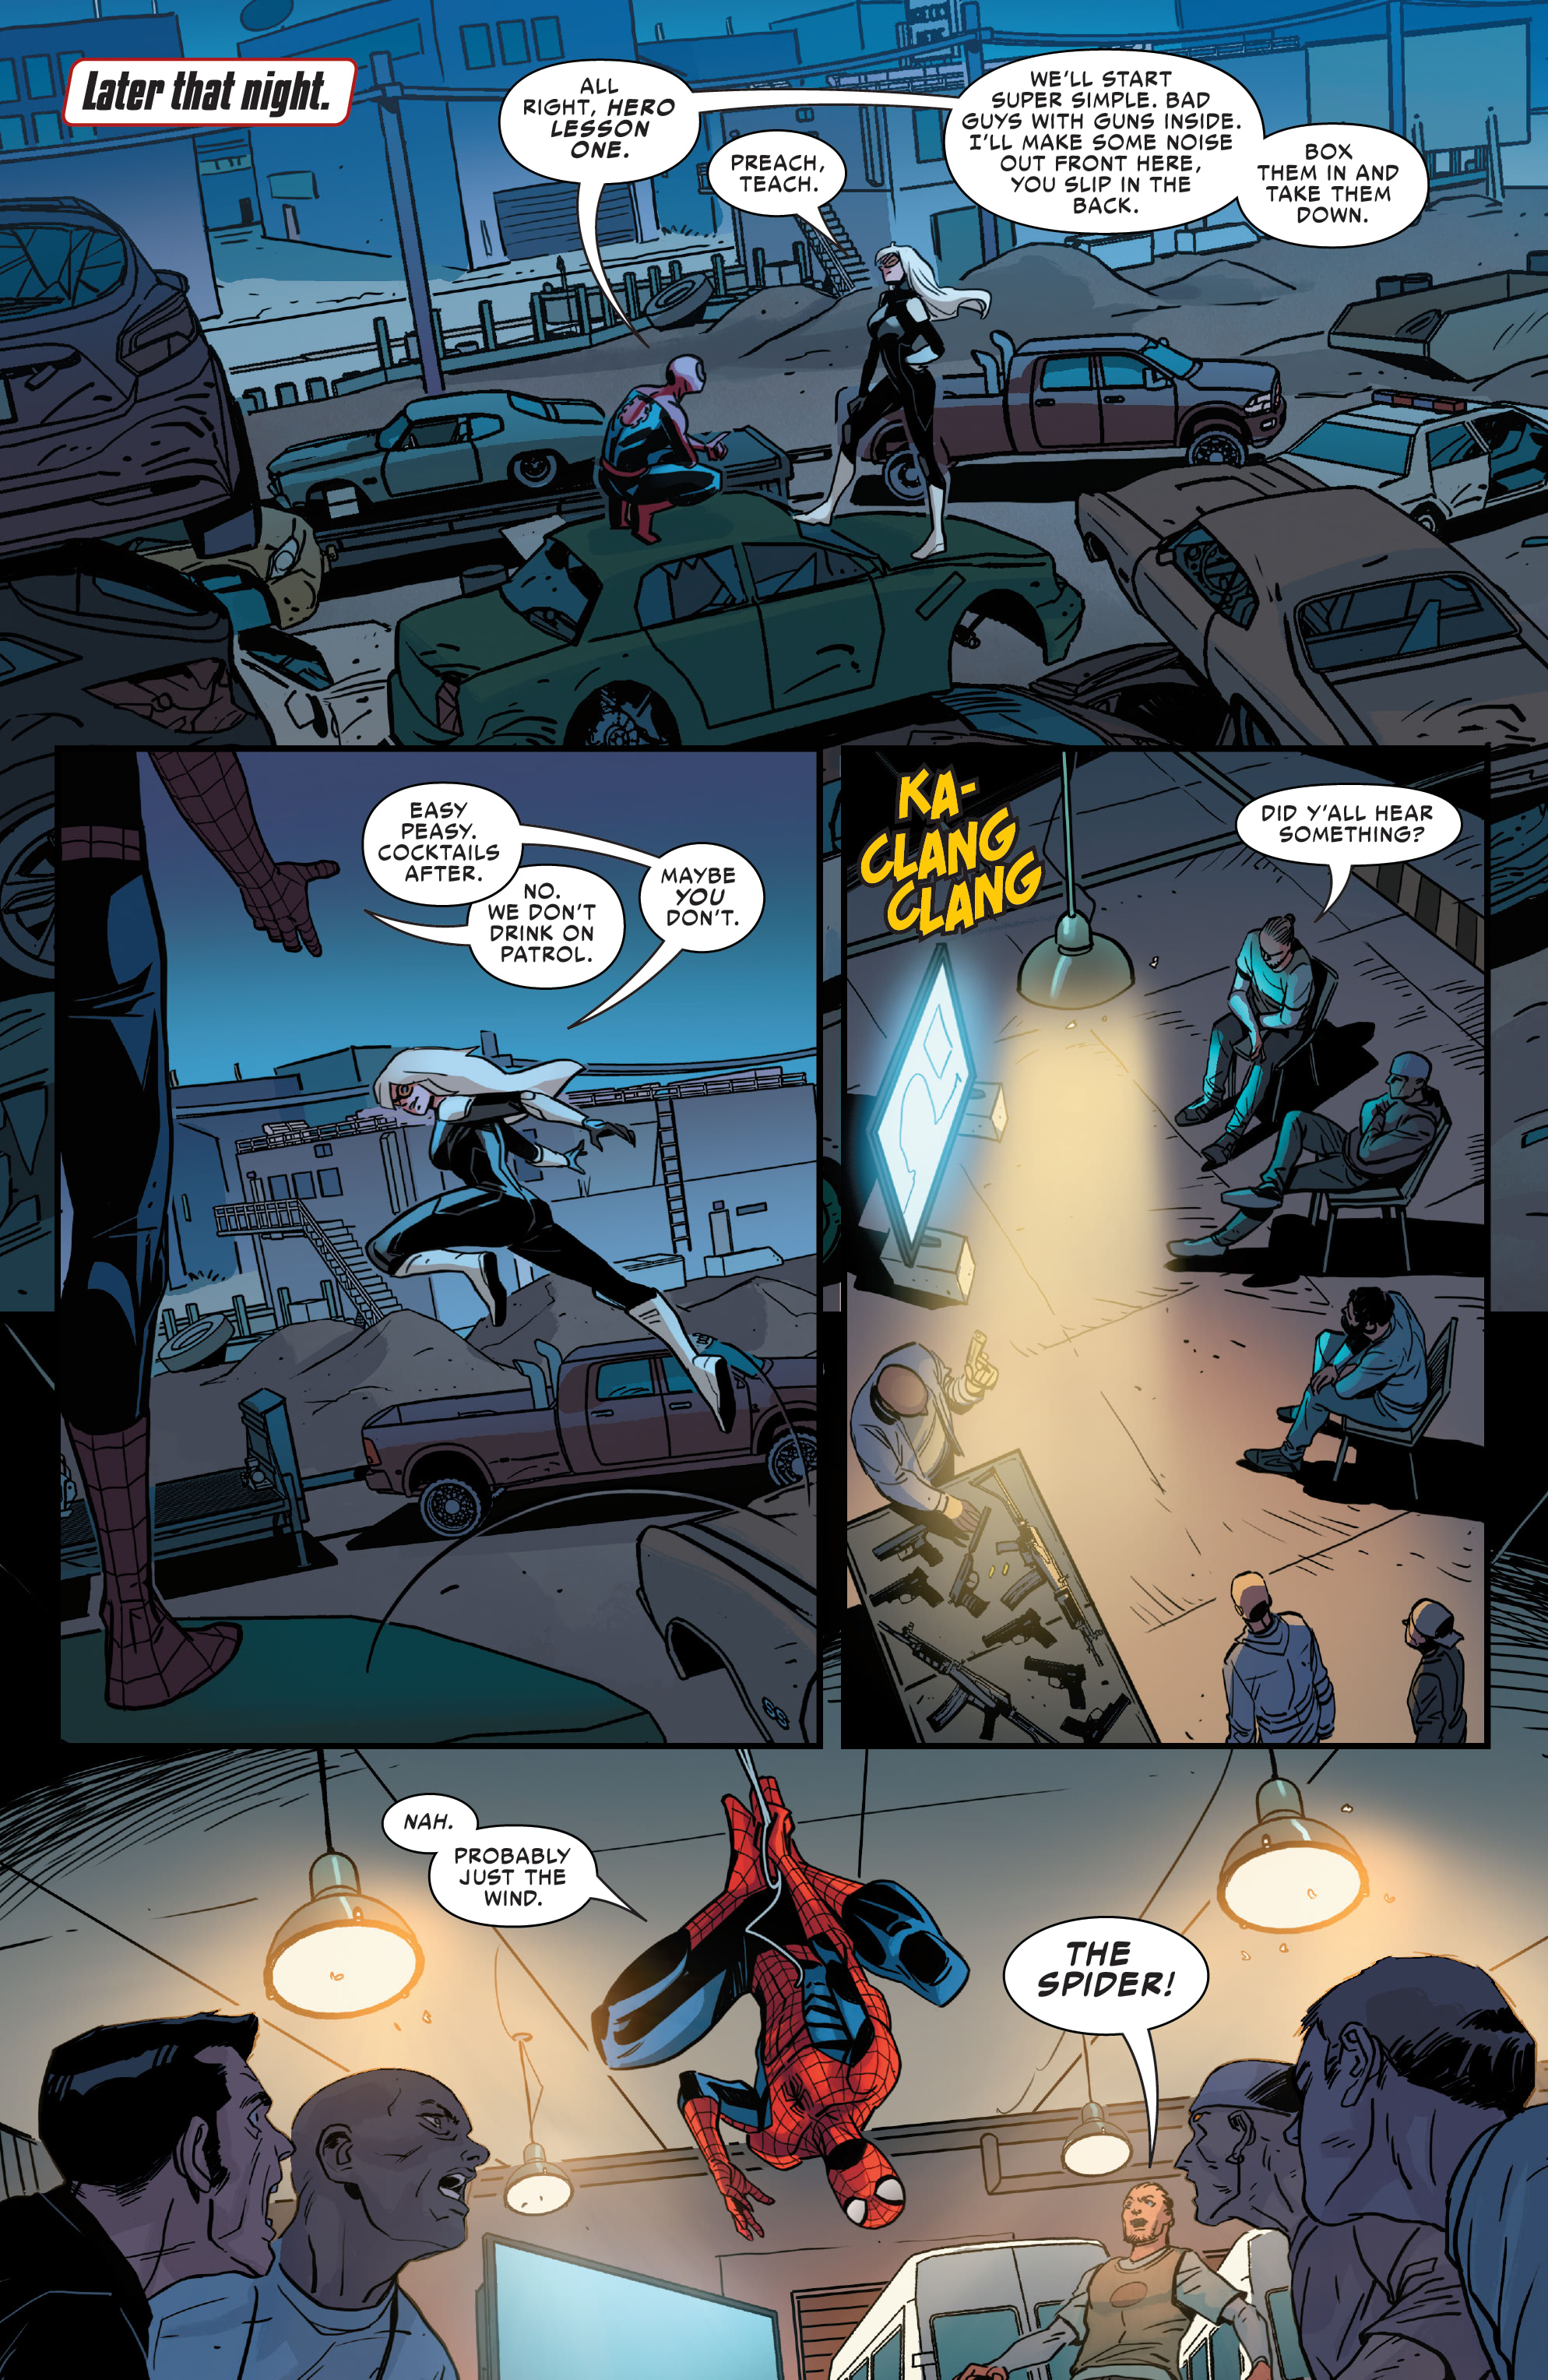 Later that night.
ALL
RIGHT, HERO
LESSON
ONE.
PREACH,
TEACH.
WE'LL START
SUPER SIMPLE. BAD
GUYS WITH GUNS INSIDE.
I'LL MAKE SOME NOISE
OUT FRONT HERE,
YOU SLIP IN THE
BACK.
BOX
THEM IN AND
TAKE THEM
DOWN.
EASY
PEASY.
COCKTAILS
AFTER.
NO.
WE DON'T
DRINK ON
PATROL.
MAYBE
YOU
DON'T.
KA-
CLANG
CLANG
DID Y'ALL HEAR
SOMETHING?
NAH.
PROBABLY
JUST THE
WIND.
THE
SPIDER!